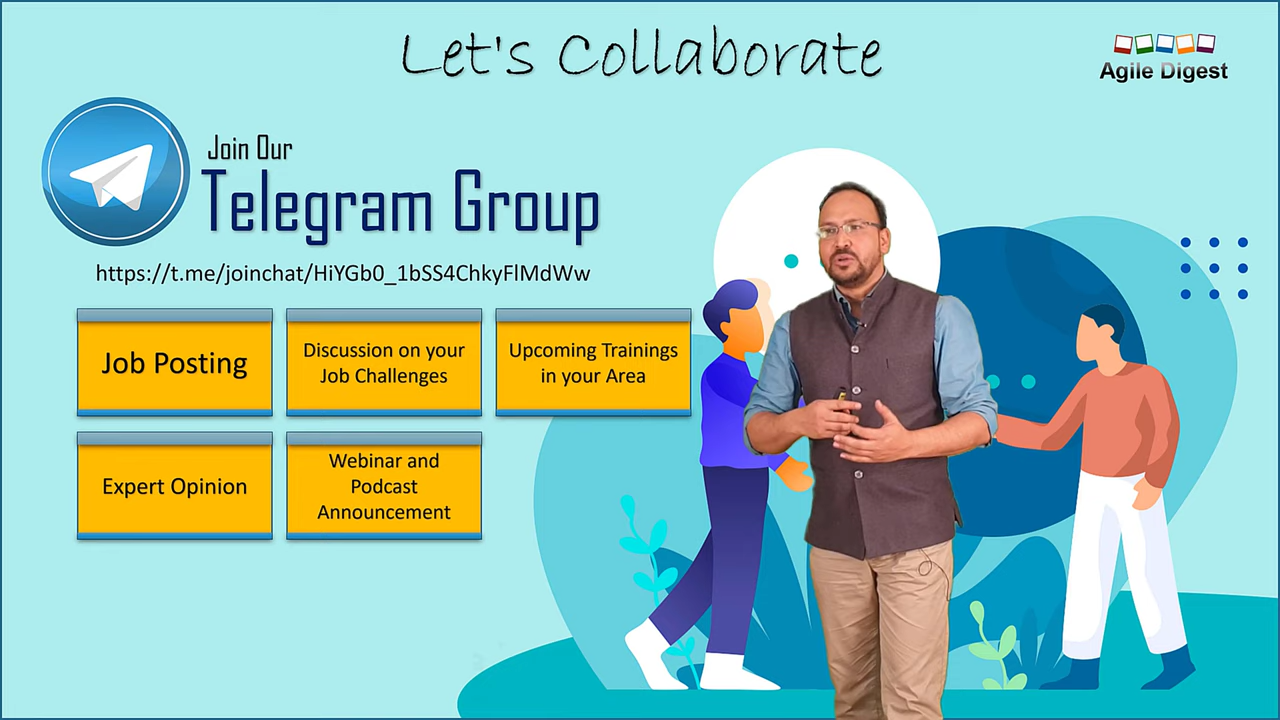 Let's Collaborate
Agile Digest
Join Our
Telegram Group
https://t.me/joinchat/HiYGb0_1bSS4ChkyFlMdWw
Job Posting
Discussion on your
Job Challenges
Upcoming Trainings
in your Area
Expert Opinion
Webinar and
Podcast
Announcement